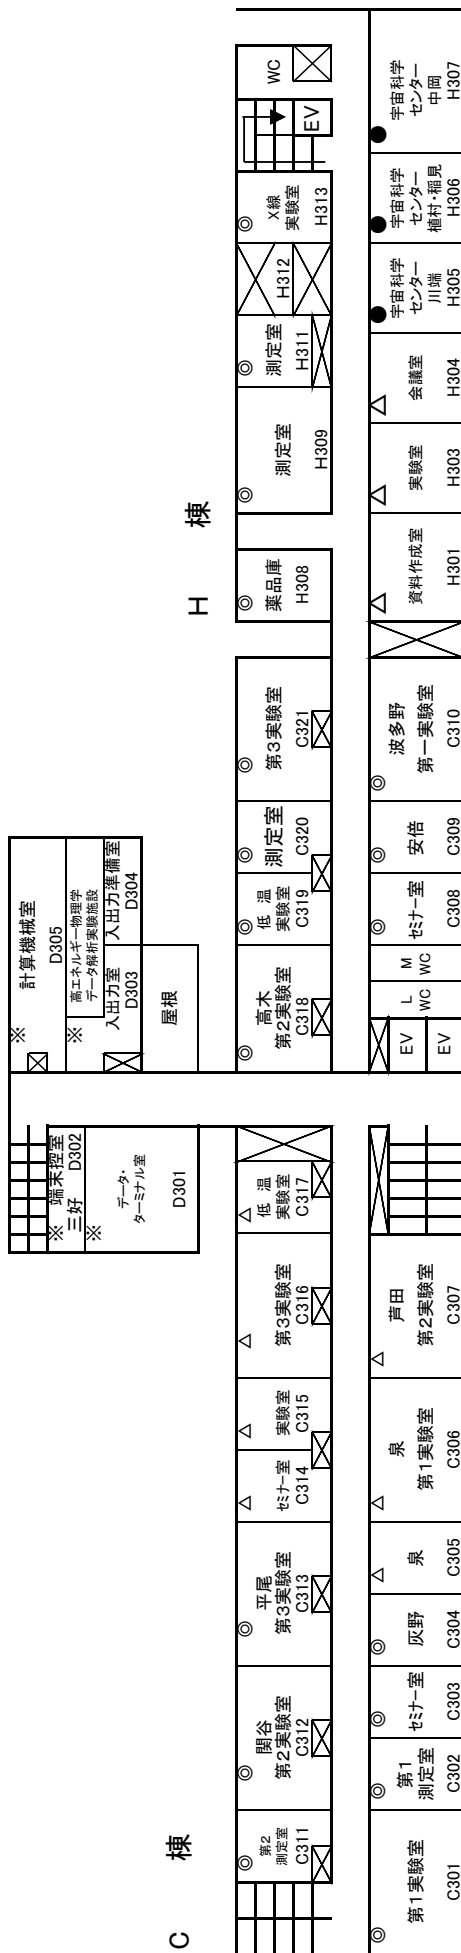 C 棟
H 棟
※
計算機械室
D305
※
高エネルギー物理学
データ解析実験施設
入出力室
D303
入出力準備室
D304
屋根
※
端末控室
三好 D302
※
データ・
ターミナル室
D301
◎
第2
測定室
C311
◎
関谷
第2実験室
C312
◎
平尾
第3実験室
C313
△
セミナー室
C314
△
実験室
C315
△
第3実験室
C316
△
低 温
実験室
C317
◎
高木
第2実験室
C318
◎
低 温
実験室
C319
◎
測定室
C320
◎
第3実験室
C321
◎
薬品庫
H308
◎
測定室
H309
◎
測定室
H311
H312
◎
X線
実験室
H313
EV
WC
◎
第1実験室
C301
◎
第1
測定室
C302
◎
セミナー室
C303
◎
灰野
C304
△
泉
C305
△
泉
第1実験室
C306
△
芦田
第2実験室
C307
EV
EV
L
WC
M
WC
◎
セミナー室
C308
◎
安倍
C309
◎
波多野
第一実験室
C310
△
資料作成室
H301
△
実験室
H303
△
会議室
H304
●
宇宙科学
センター
川端
H305
●
宇宙科学
センター
植村・稲見
H306
●
宇宙科学
センター
中岡
H307